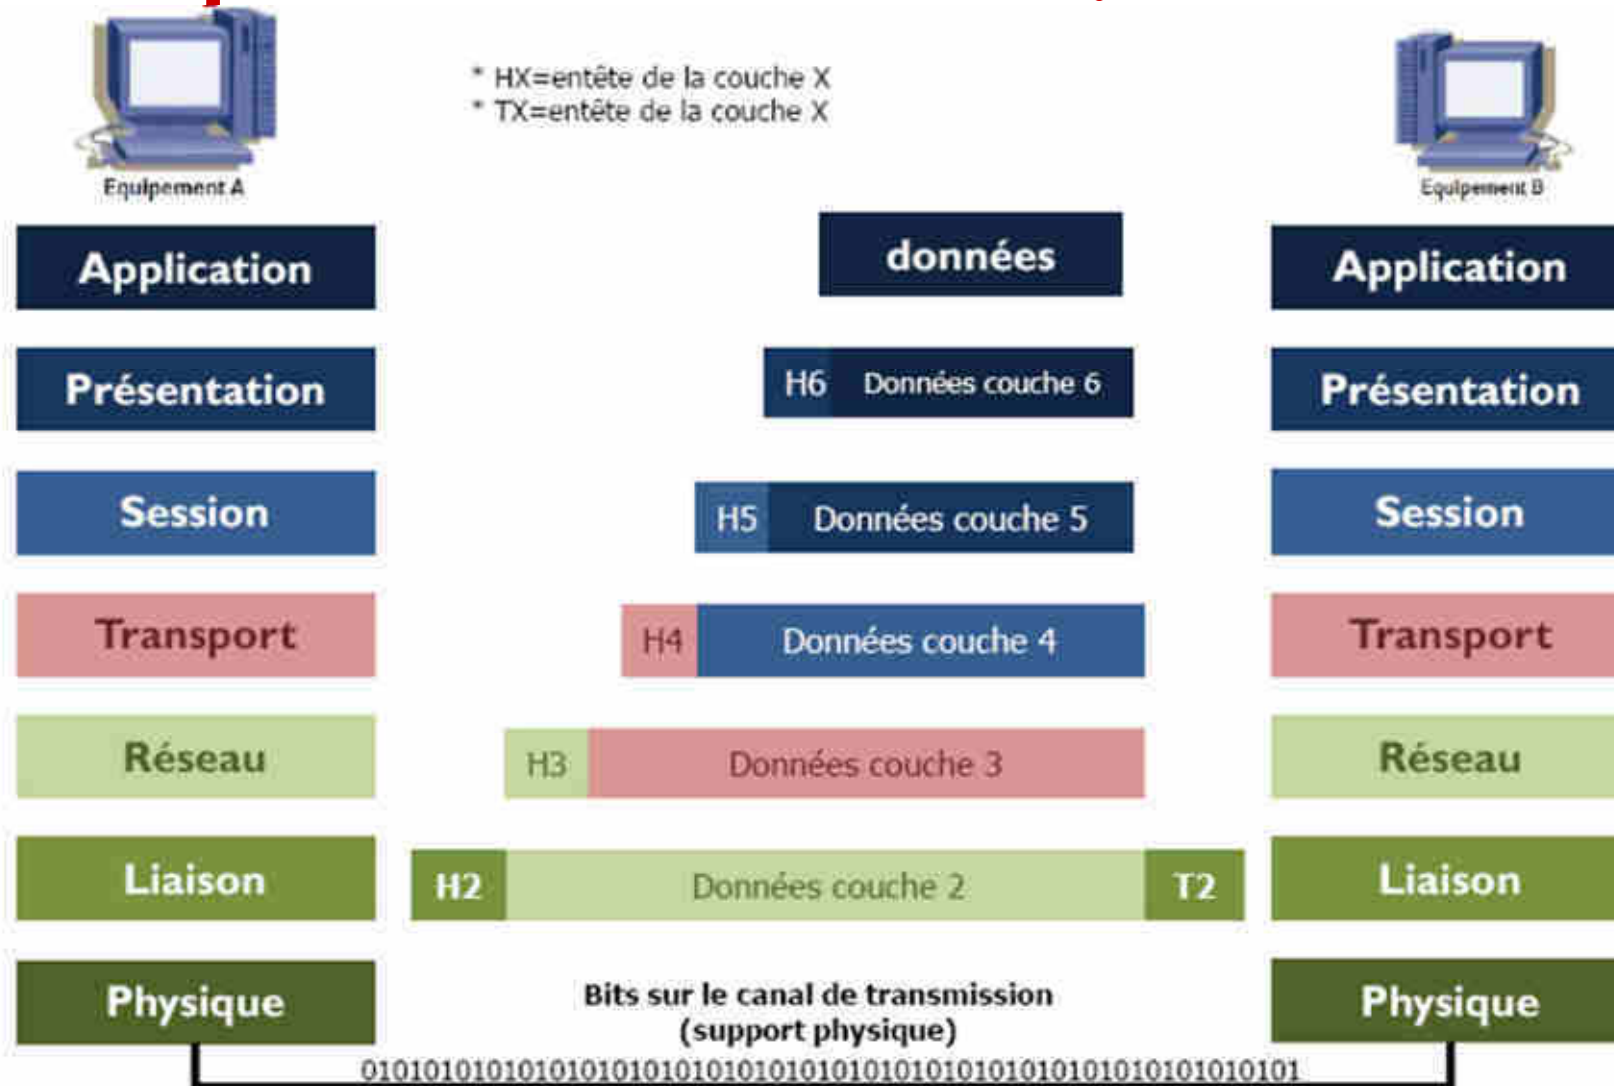 * HX=entête de la couche X
* TX=entête de la couche X
Equipement A
Equipement B
Application
données
Application
Présentation
H6 Données couche 6
Présentation
Session
H5 Données couche 5
Session
Transport
H4 Données couche 4
Transport
Réseau
H3 Données couche 3
Réseau
Liaison
H2 Données couche 2 T2
Liaison
Physique
Bits sur le canal de transmission
(support physique)
Physique